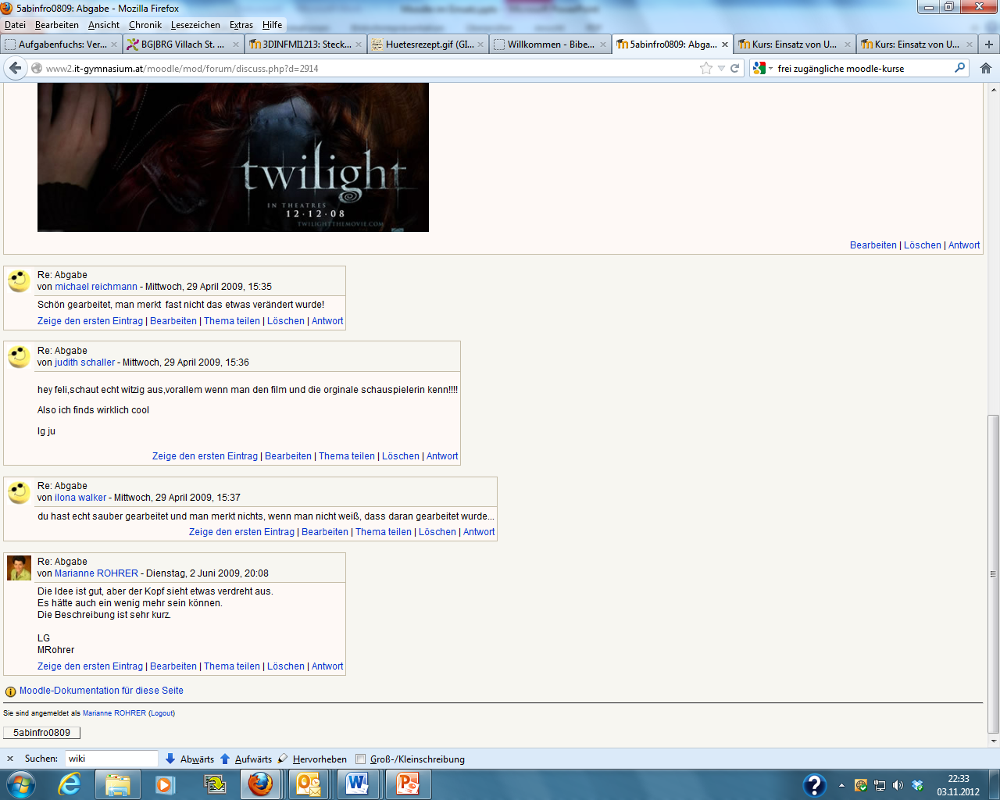 5abinfro0809: Abgabe - Mozilla Firefox
Datei Bearbeiten Ansicht Chronik Lesezeichen Extras Hilfe
Aufgabenfuchs: Ver... BG|BRG Villach St. ... 3DINFMI1213: Steck... Huetesrezept.gif (GI... Willkommen - Bibe... 5abinfro0809: Abga... Kurs: Einsatz von U... Kurs: Einsatz von U...
www2.it-gymnasium.at/moodle/mod/forum/discuss.php?d=2914 frei zugängliche moodle-kurse
twilight
IN THEATRES
12·12·08
TWILIGHTTHEMOVIE.COM
Bearbeiten | Löschen | Antwort
Re: Abgabe
von michael reichmann - Mittwoch, 29 April 2009, 15:35
Schön gearbeitet, man merkt fast nicht das etwas verändert wurde!
Zeige den ersten Eintrag | Bearbeiten | Thema teilen | Löschen | Antwort
Re: Abgabe
von judith schaller - Mittwoch, 29 April 2009, 15:36
hey feli,schaut echt witzig aus,vorallem wenn man den film und die orginale schauspielerin kenn!!!!
Also ich finds wirklich cool
lg ju
Zeige den ersten Eintrag | Bearbeiten | Thema teilen | Löschen | Antwort
Re: Abgabe
von ilona walker - Mittwoch, 29 April 2009, 15:37
du hast echt sauber gearbeitet und man merkt nichts, wenn man nicht weiß, dass daran gearbeitet wurde...
Zeige den ersten Eintrag | Bearbeiten | Thema teilen | Löschen | Antwort
Re: Abgabe
von Marianne ROHRER - Dienstag, 2 Juni 2009, 20:08
Die Idee ist gut, aber der Kopf sieht etwas verdreht aus.
Es hätte auch ein wenig mehr sein können.
Die Beschreibung ist sehr kurz.
LG
MRohrer
Zeige den ersten Eintrag | Bearbeiten | Thema teilen | Löschen | Antwort
Moodle-Dokumentation für diese Seite
Sie sind angemeldet als Marianne ROHRER (Logout)
5abinfro0809
Suchen: wiki Abwärts Aufwärts Hervorheben Groß-/Kleinschreibung
22:33
03.11.2012